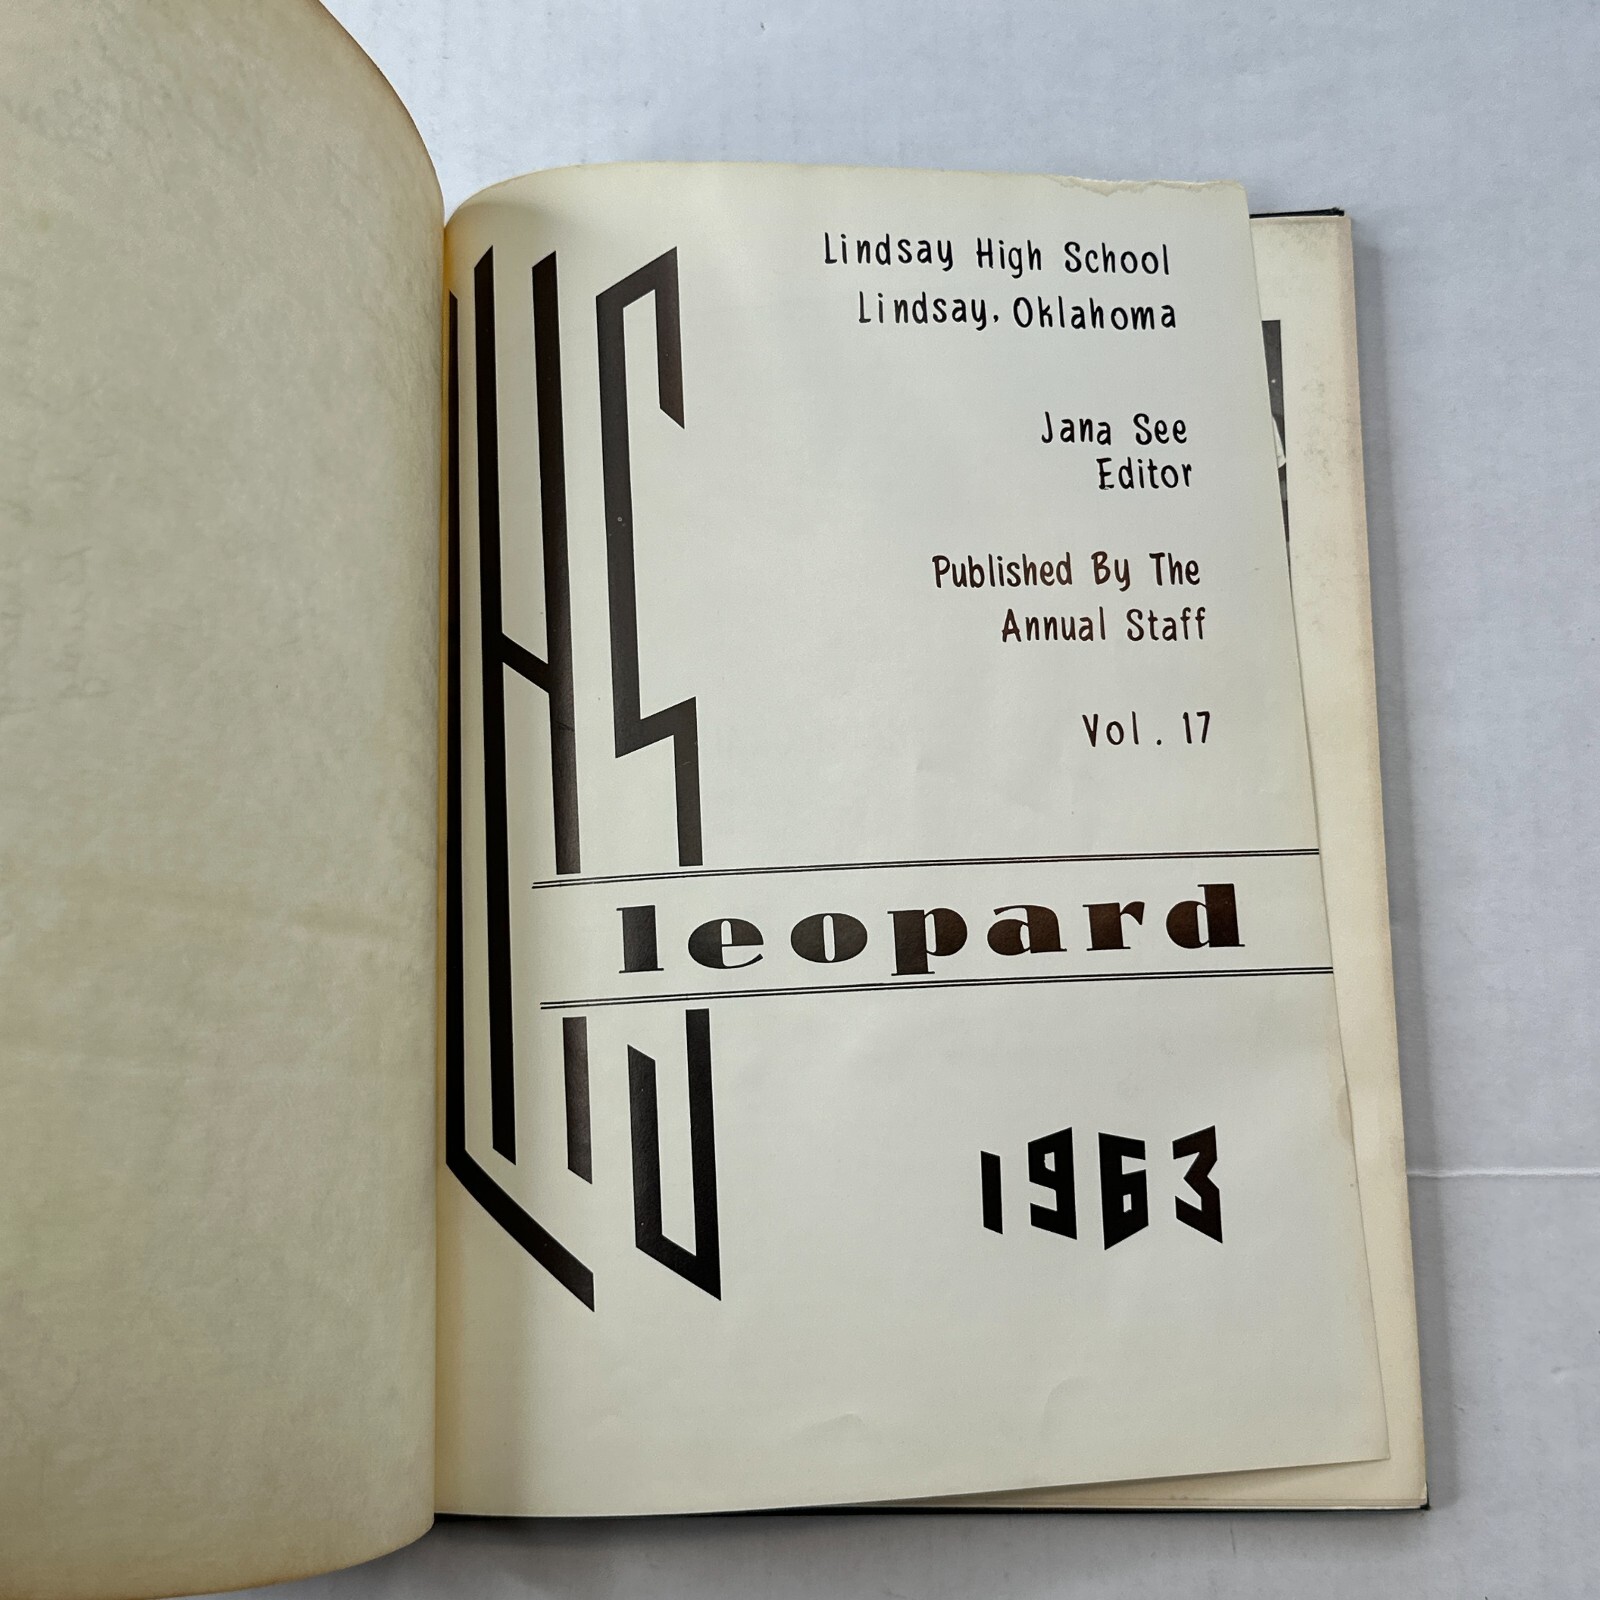 LHS
Lindsay High School
Lindsay, Oklahoma
Jana See
Editor
Published By The
Annual Staff
Vol. 17
leopard
1963